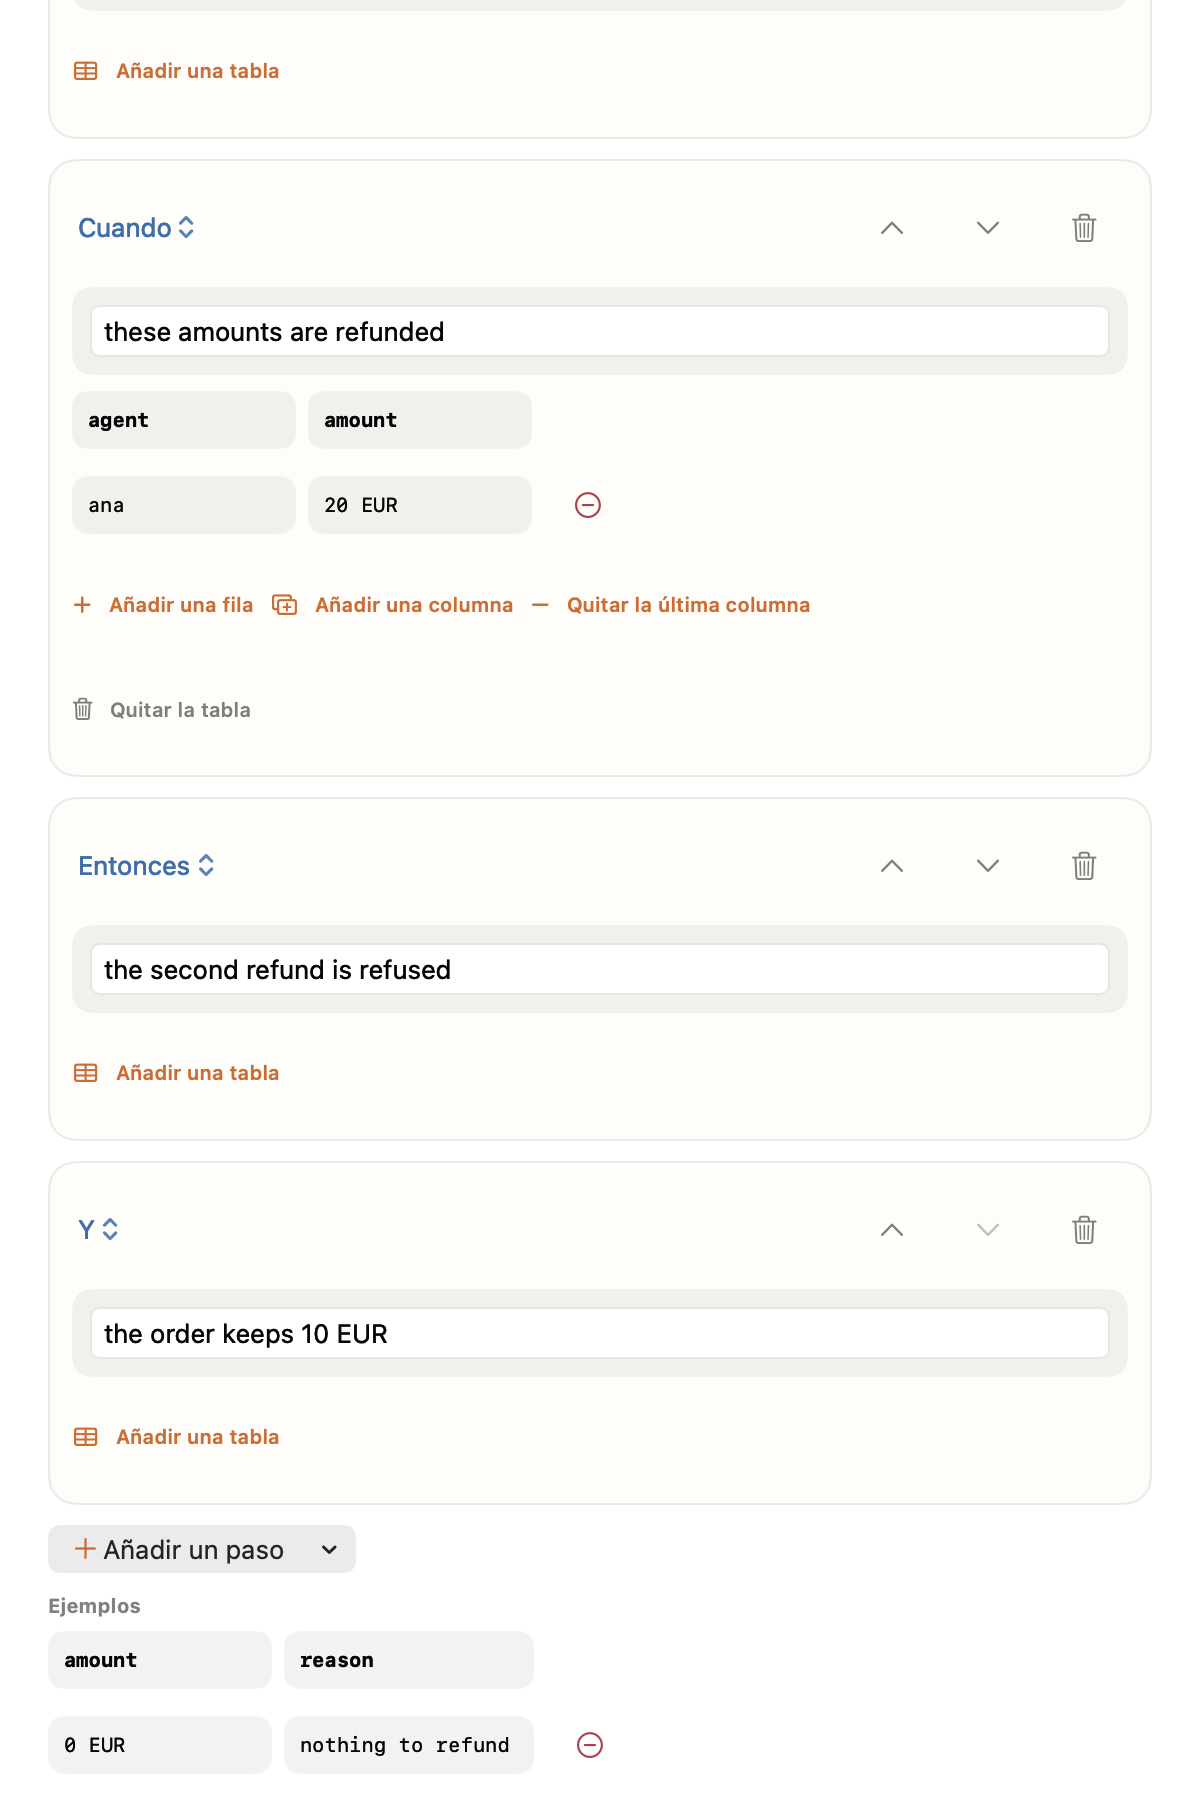 Añadir una tabla
Cuando
these amounts are refunded
agent amount
ana 20 EUR
Añadir una fila Añadir una columna Quitar la última columna
Quitar la tabla
Entonces
the second refund is refused
Añadir una tabla
Y
the order keeps 10 EUR
Añadir una tabla
Añadir un paso
Ejemplos
amount reason
0 EUR nothing to refund